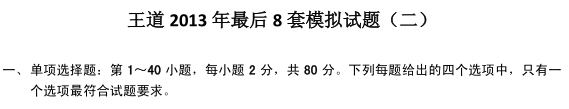 王道 2013 年最后 8 套模拟试题（二）
一、单项选择题：第 1～40 小题，每小题 2 分，共 80 分。下列每题给出的四个选项中，只有一
个选项最符合试题要求。